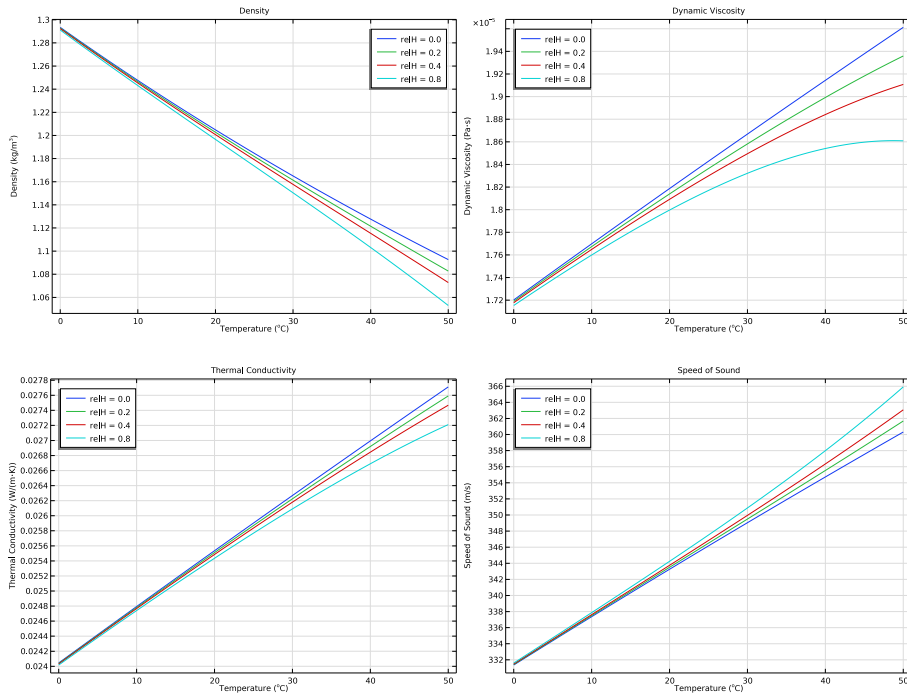 Density
1.3
1.28
1.26
1.24
1.22
1.2
1.18
1.16
1.14
1.12
1.1
1.08
1.06
Density (kg/m³)
relH = 0.0
relH = 0.2
relH = 0.4
relH = 0.8
0 10 20 30 40 50
Temperature (°C)
Dynamic Viscosity
×10⁻⁵
1.94
1.92
1.9
1.88
1.86
1.84
1.82
1.8
1.78
1.76
1.74
1.72
Dynamic Viscosity (Pa·s)
relH = 0.0
relH = 0.2
relH = 0.4
relH = 0.8
0 10 20 30 40 50
Temperature (°C)
Thermal Conductivity
0.0278
0.0276
0.0274
0.0272
0.027
0.0268
0.0266
0.0264
0.0262
0.026
0.0258
0.0256
0.0254
0.0252
0.025
0.0248
0.0246
0.0244
0.0242
0.024
Thermal Conductivity (W/(m·K))
relH = 0.0
relH = 0.2
relH = 0.4
relH = 0.8
0 10 20 30 40 50
Temperature (°C)
Speed of Sound
366
364
362
360
358
356
354
352
350
348
346
344
342
340
338
336
334
332
Speed of Sound (m/s)
relH = 0.0
relH = 0.2
relH = 0.4
relH = 0.8
0 10 20 30 40 50
Temperature (°C)